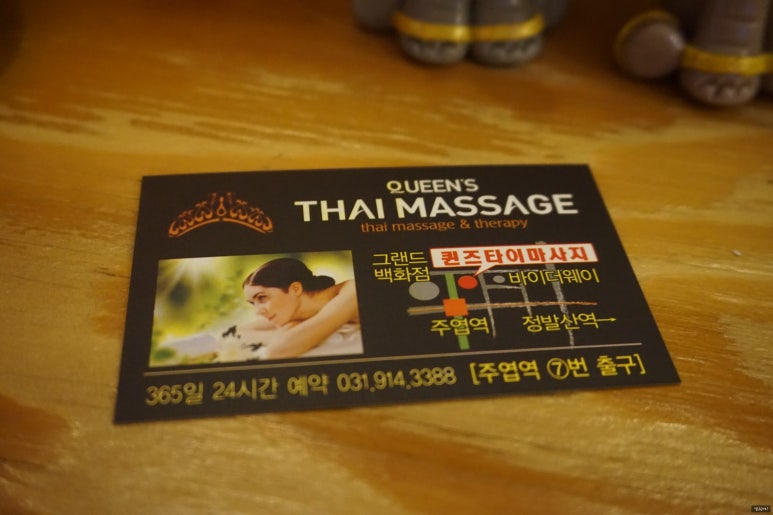 QUEEN'S
THAI MASSAGE
thai massage & therapy
그랜드
백화점
퀸즈타이마사지
바이더웨이
주엽역
정발산역→
365일 24시간 예약 031.914.3388 [주엽역 ⑦번 출구]